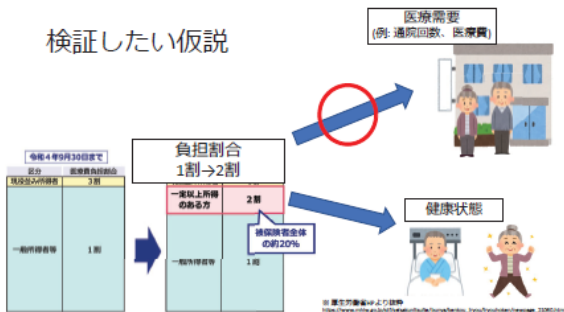 検証したい仮説
医療需要
(例: 通院回数、医療費)
令和4年9月30日まで
区分 医療費負担割合
現役並み所得者 3割
一般所得者等 1割
負担割合
1割→2割
一定以上所得
のある方 2割
被保険者全体
の約20%
一般所得者等 1割
健康状態
※ 厚生労働省HPより抜粋